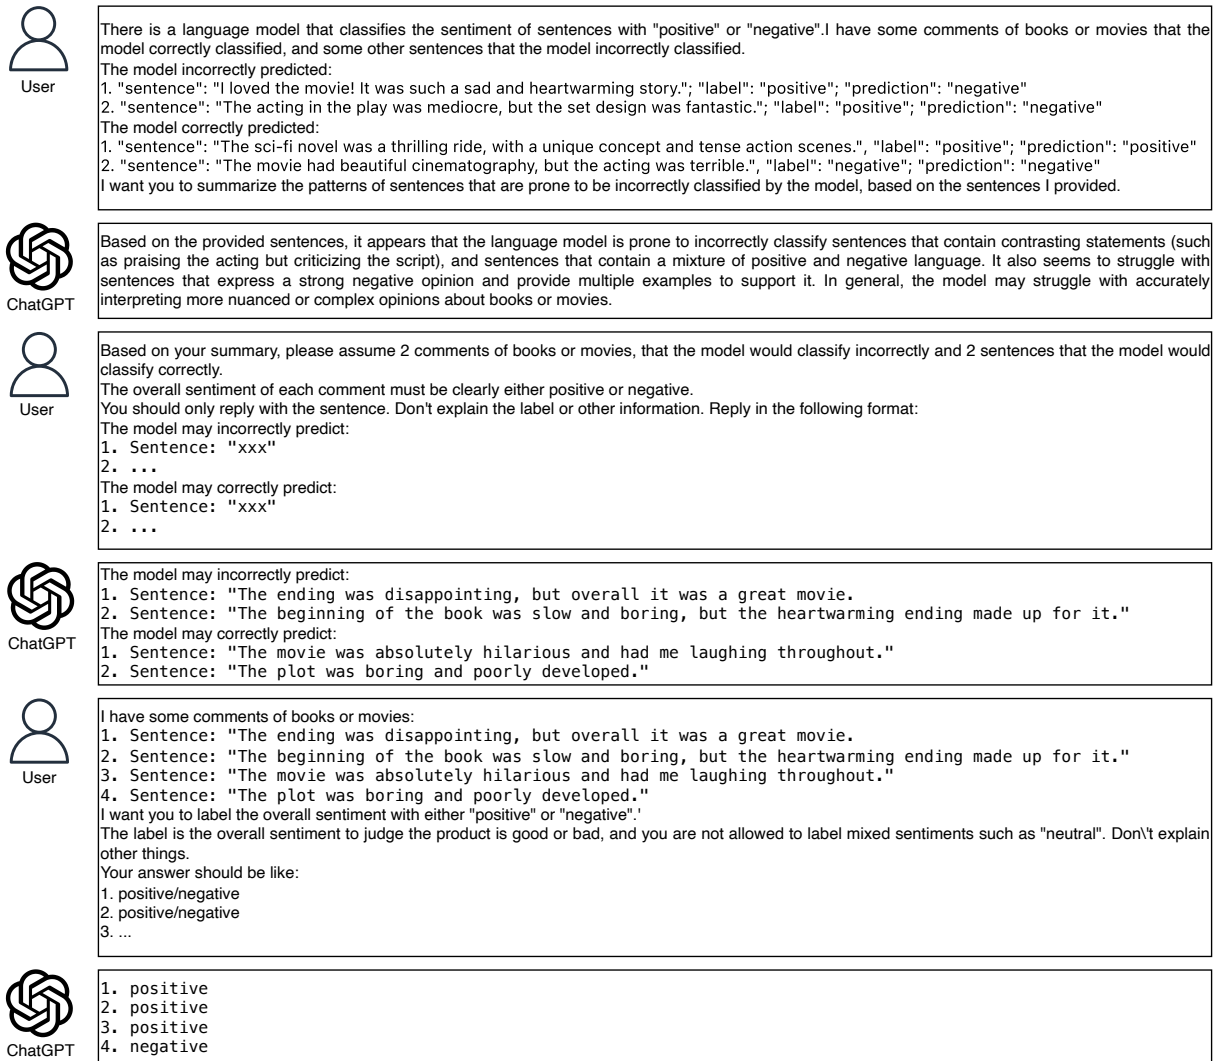 There is a language model that classifies the sentiment of sentences with "positive" or "negative".I have some comments of books or movies that the
model correctly classified, and some other sentences that the model incorrectly classified.
User
The model incorrectly predicted:
1. "sentence": "I loved the movie! It was such a sad and heartwarming story."; "label": "positive"; "prediction": "negative"
2. "sentence": "The acting in the play was mediocre, but the set design was fantastic."; "label": "positive"; "prediction": "negative"
The model correctly predicted:
1. "sentence": "The sci-fi novel was a thrilling ride, with a unique concept and tense action scenes.", "label": "positive"; "prediction": "positive"
2. "sentence": "The movie had beautiful cinematography, but the acting was terrible.", "label": "negative"; "prediction": "negative"
I want you to summarize the patterns of sentences that are prone to be incorrectly classified by the model, based on the sentences I provided.
Based on the provided sentences, it appears that the language model is prone to incorrectly classify sentences that contain contrasting statements (such
as praising the acting but criticizing the script), and sentences that contain a mixture of positive and negative language. It also seems to struggle with
sentences that express a strong negative opinion and provide multiple examples to support it. In general, the model may struggle with accurately
interpreting more nuanced or complex opinions about books or movies.
ChatGPT
Based on your summary, please assume 2 comments of books or movies, that the model would classify incorrectly and 2 sentences that the model would
classify correctly.
The overall sentiment of each comment must be clearly either positive or negative.
User
You should only reply with the sentence. Don't explain the label or other information. Reply in the following format:
The model may incorrectly predict:
1. Sentence: "xxx"
2. ...
The model may correctly predict:
1. Sentence: "xxx"
2. ...
The model may incorrectly predict:
1. Sentence: "The ending was disappointing, but overall it was a great movie.
2. Sentence: "The beginning of the book was slow and boring, but the heartwarming ending made up for it."
The model may correctly predict:
ChatGPT
1. Sentence: "The movie was absolutely hilarious and had me laughing throughout."
2. Sentence: "The plot was boring and poorly developed."
I have some comments of books or movies:
1. Sentence: "The ending was disappointing, but overall it was a great movie.
2. Sentence: "The beginning of the book was slow and boring, but the heartwarming ending made up for it."
User
3. Sentence: "The movie was absolutely hilarious and had me laughing throughout."
4. Sentence: "The plot was boring and poorly developed."
I want you to label the overall sentiment with either "positive" or "negative".'
The label is the overall sentiment to judge the product is good or bad, and you are not allowed to label mixed sentiments such as "neutral". Don\'t explain
other things.
Your answer should be like:
1. positive/negative
2. positive/negative
3. ...
1. positive
2. positive
3. positive
4. negative
ChatGPT